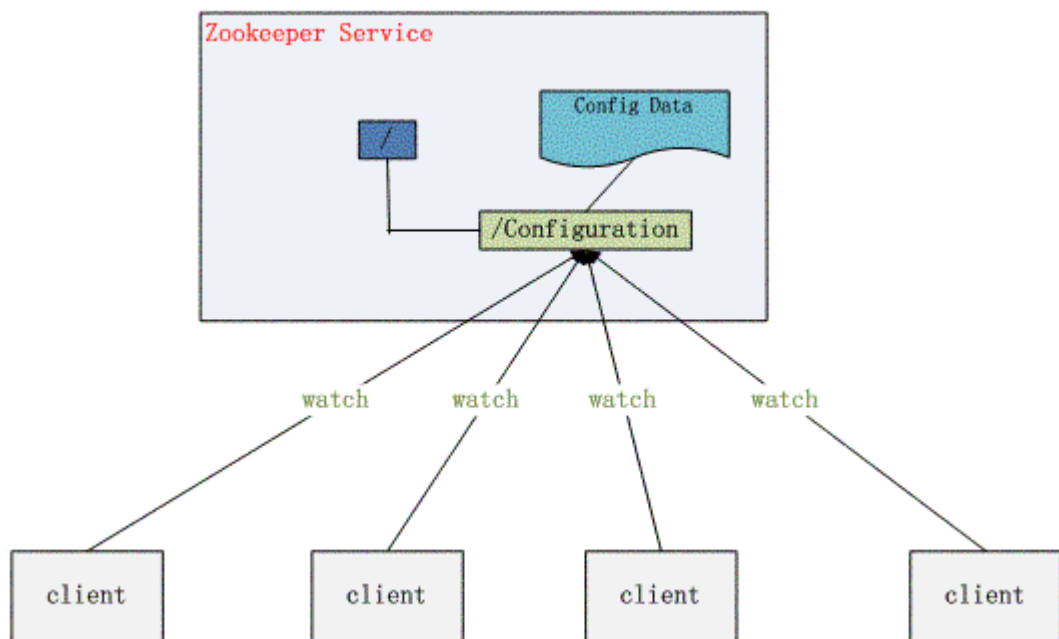 Zookeeper Service
Config Data
/
/Configuration
watch
watch
watch
watch
client
client
client
client